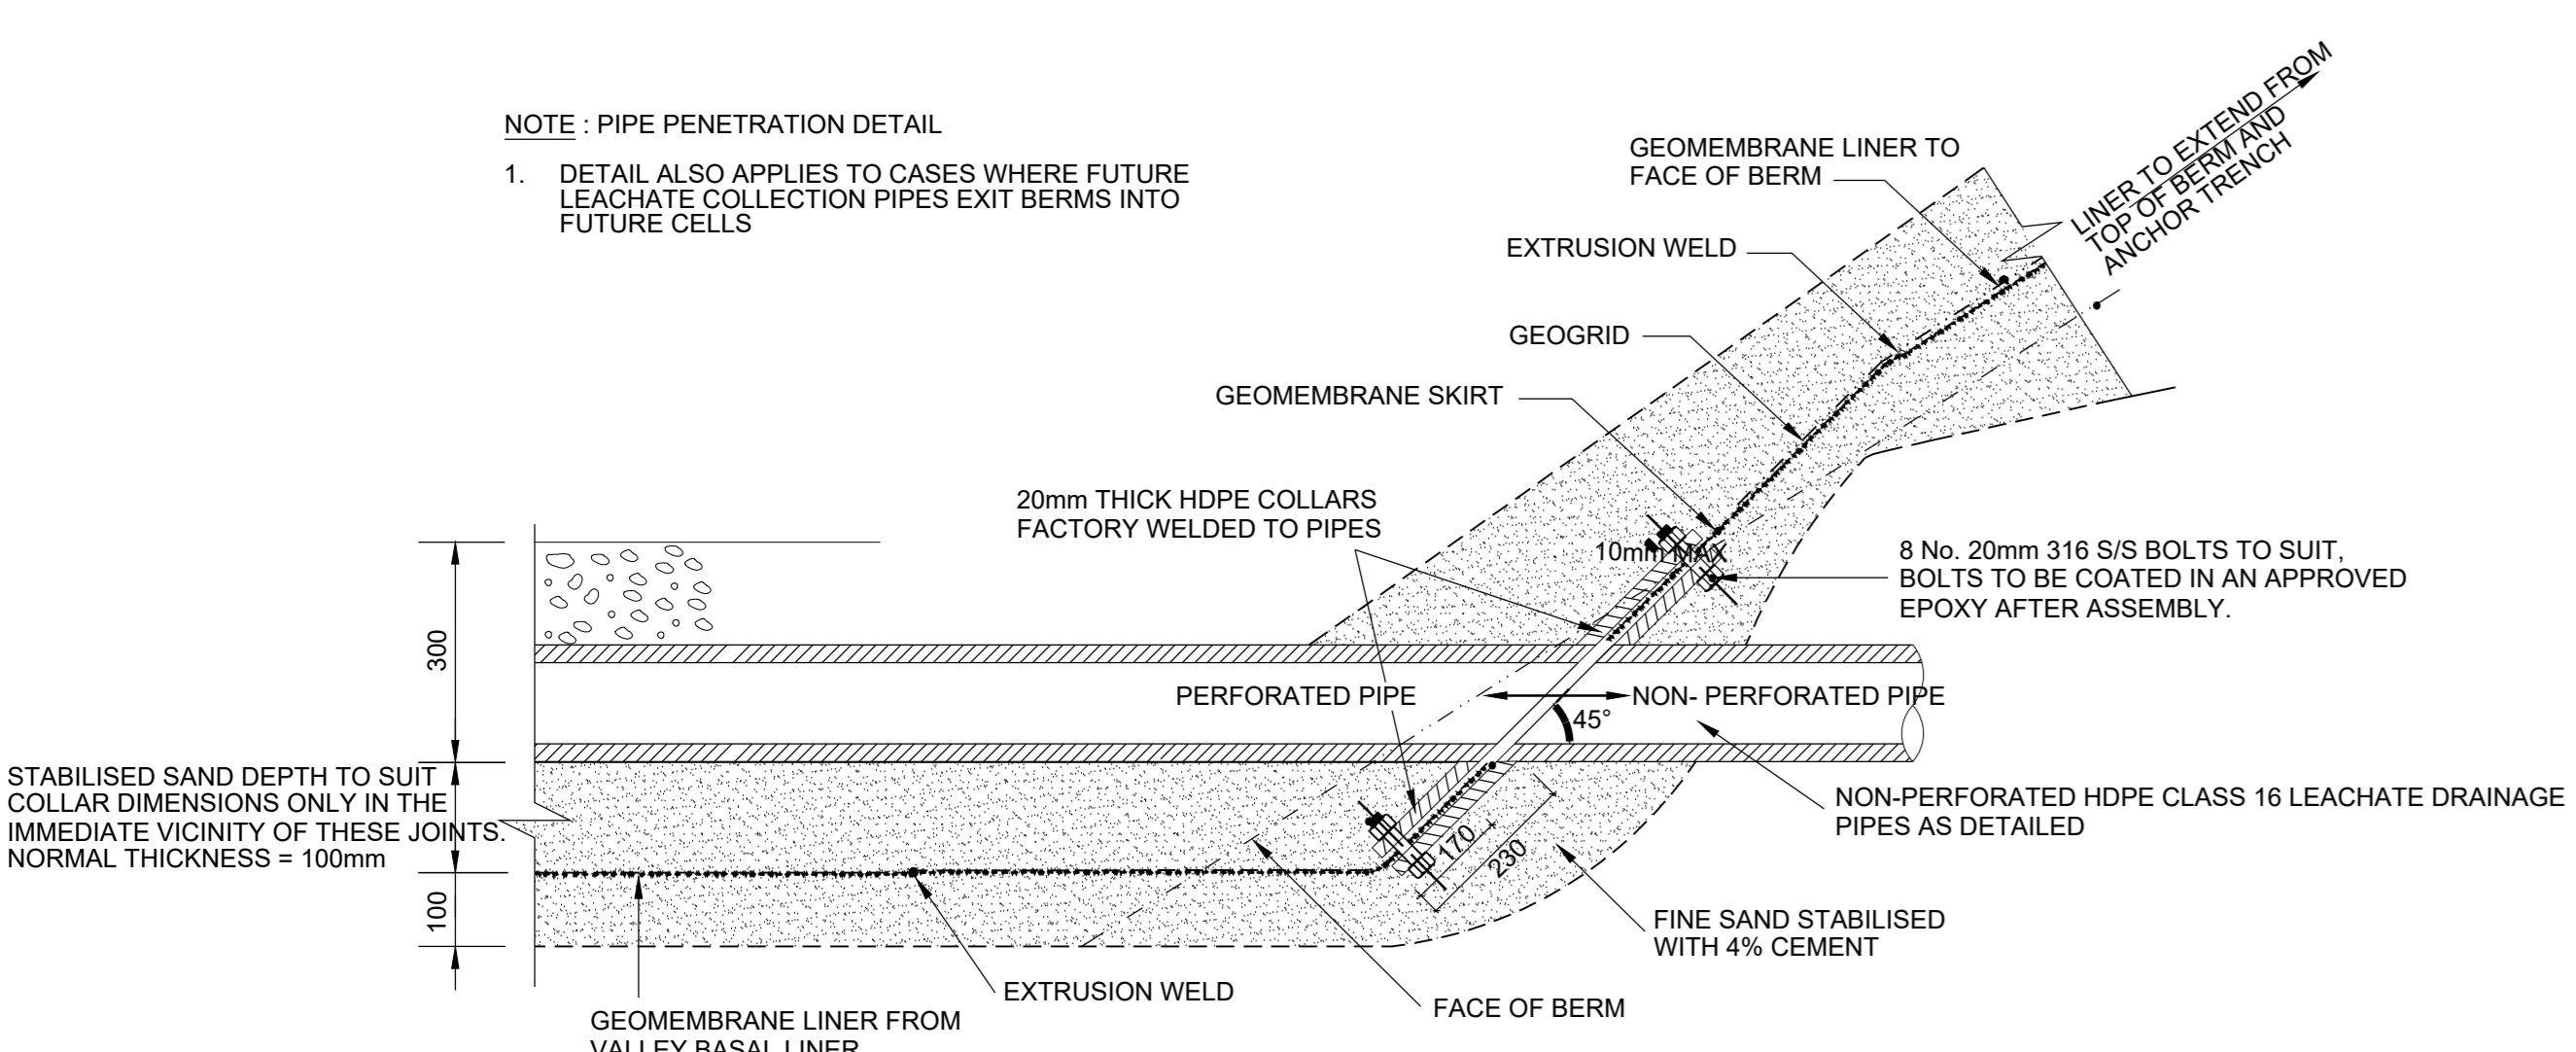 NOTE : PIPE PENETRATION DETAIL
1. DETAIL ALSO APPLIES TO CASES WHERE FUTURE
LEACHATE COLLECTION PIPES EXIT BERMS INTO
FUTURE CELLS
LINER TO EXTEND FROM
TOP OF BERM AND
ANCHOR TRENCH
GEOMEMBRANE LINER TO
FACE OF BERM
EXTRUSION WELD
GEOGRID
GEOMEMBRANE SKIRT
20mm THICK HDPE COLLARS
FACTORY WELDED TO PIPES
10mm MAX
8 No. 20mm 316 S/S BOLTS TO SUIT,
BOLTS TO BE COATED IN AN APPROVED
EPOXY AFTER ASSEMBLY.
300
PERFORATED PIPE
NON- PERFORATED PIPE
45°
STABILISED SAND DEPTH TO SUIT
COLLAR DIMENSIONS ONLY IN THE
IMMEDIATE VICINITY OF THESE JOINTS.
NORMAL THICKNESS = 100mm
NON-PERFORATED HDPE CLASS 16 LEACHATE DRAINAGE
PIPES AS DETAILED
170
230
100
FINE SAND STABILISED
WITH 4% CEMENT
EXTRUSION WELD
FACE OF BERM
GEOMEMBRANE LINER FROM
VALLEY BASAL LINER